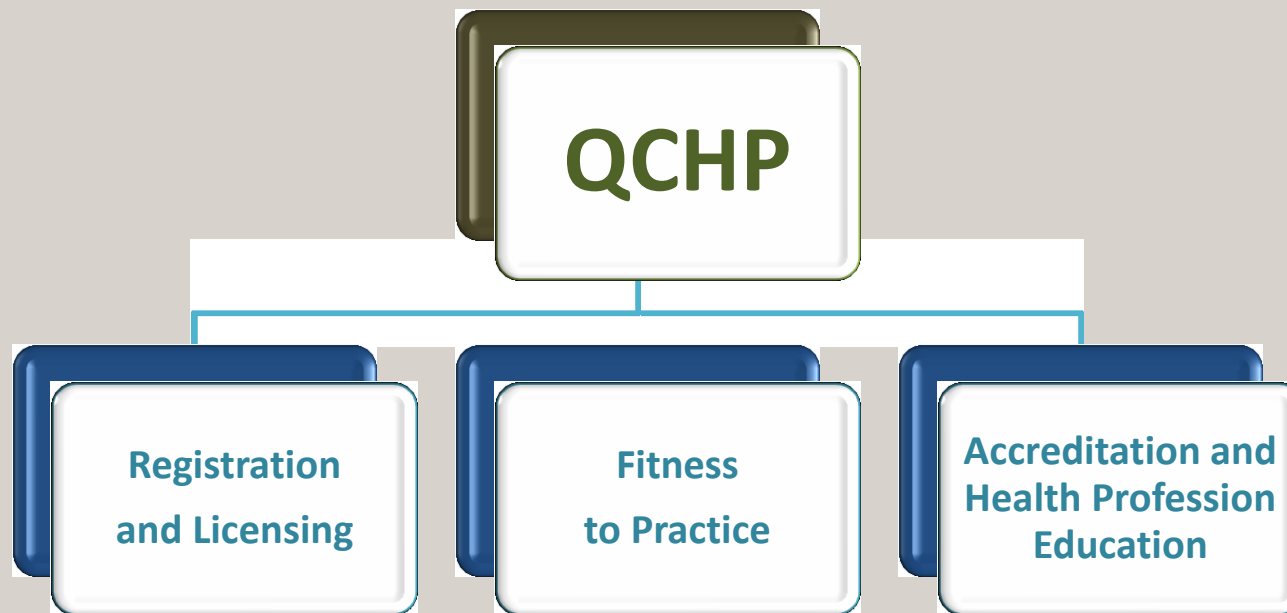 QCHP
Registration
and Licensing
Fitness
to Practice
Accreditation and
Health Profession
Education